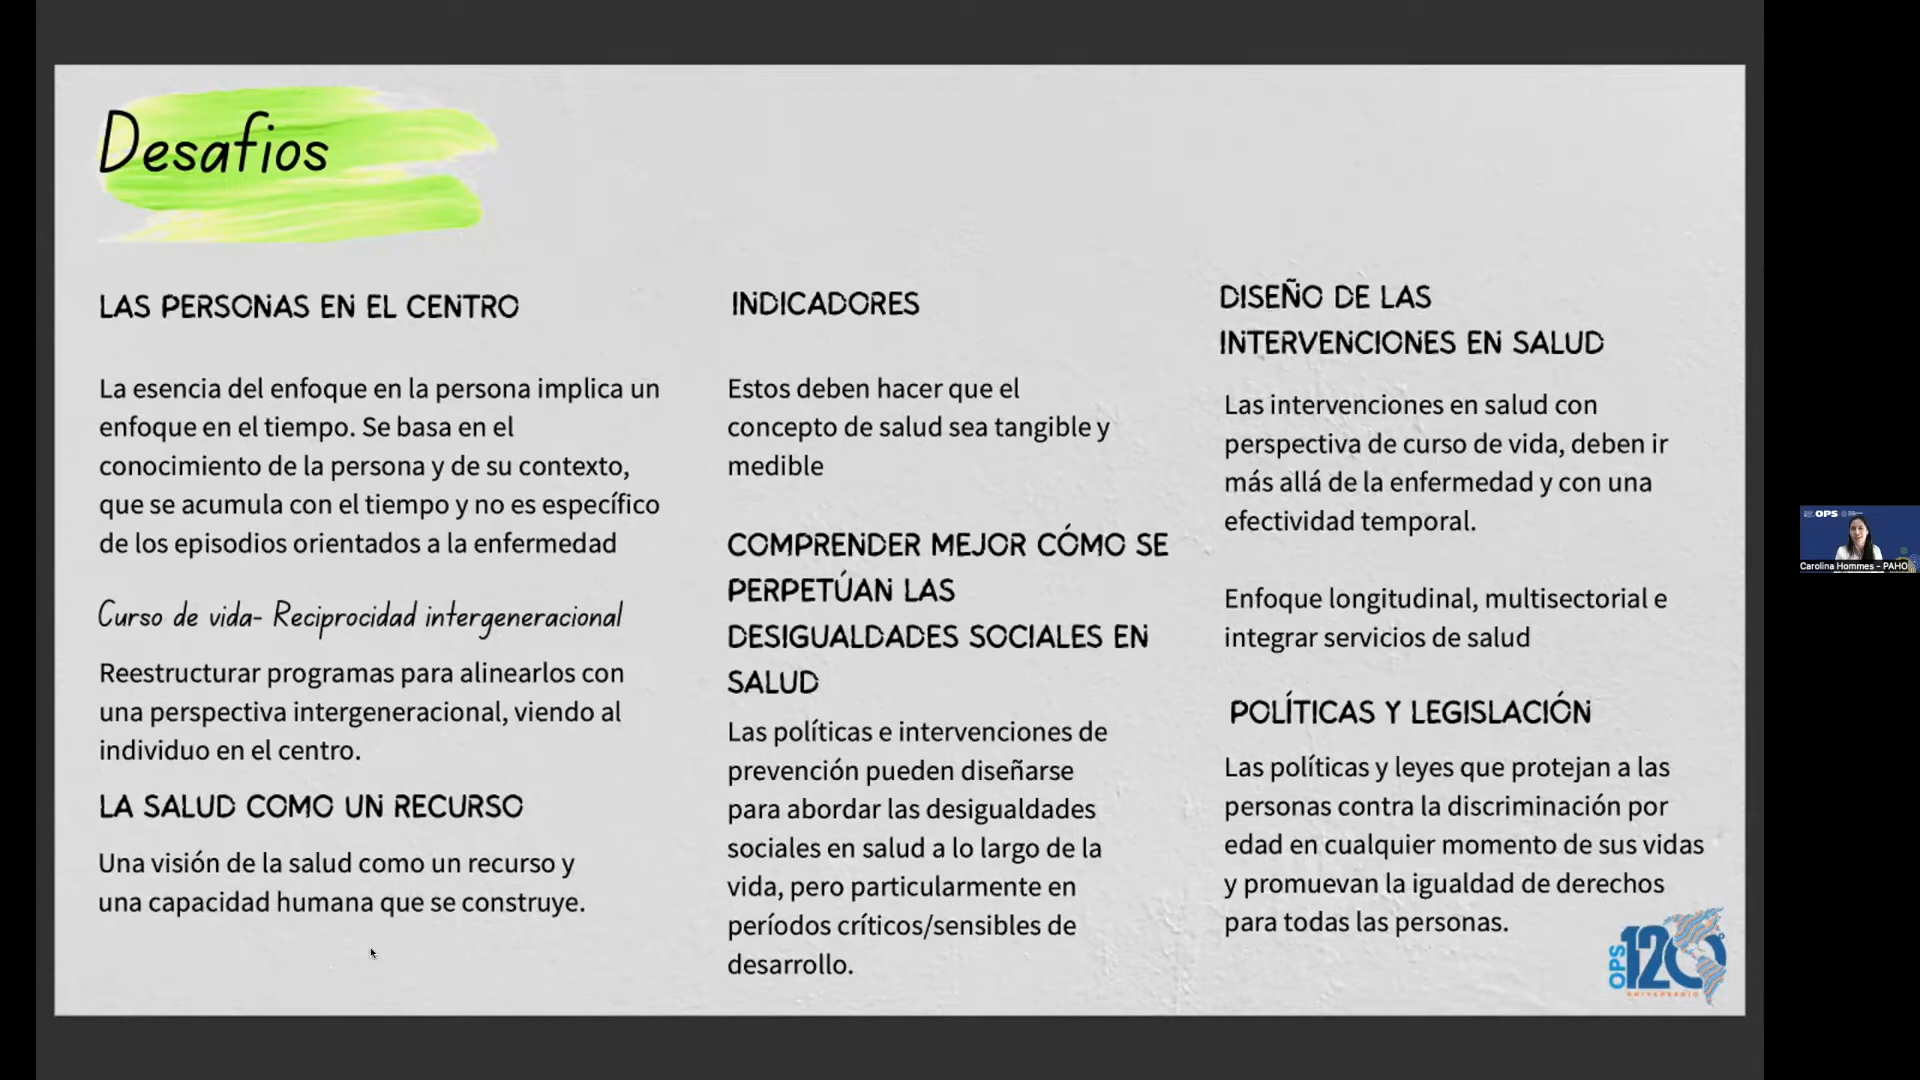 Desafios
LAS PERSONAS EN EL CENTRO
La esencia del enfoque en la persona implica un
enfoque en el tiempo. Se basa en el
conocimiento de la persona y de su contexto,
que se acumula con el tiempo y no es específico
de los episodios orientados a la enfermedad
Curso de vida- Reciprocidad intergeneracional
Reestructurar programas para alinearlos con
una perspectiva intergeneracional, viendo al
individuo en el centro.
LA SALUD COMO UN RECURSO
Una visión de la salud como un recurso y
una capacidad humana que se construye.
INDICADORES
Estos deben hacer que el
concepto de salud sea tangible y
medible
COMPRENDER MEJOR CÓMO SE
PERPETÚAN LAS
DESIGUALDADES SOCIALES EN
SALUD
Las políticas e intervenciones de
prevención pueden diseñarse
para abordar las desigualdades
sociales en salud a lo largo de la
vida, pero particularmente en
períodos críticos/sensibles de
desarrollo.
DISEÑO DE LAS
INTERVENCIONES EN SALUD
Las intervenciones en salud con
perspectiva de curso de vida, deben ir
más allá de la enfermedad y con una
efectividad temporal.
Enfoque longitudinal, multisectorial e
integrar servicios de salud
POLÍTICAS Y LEGISLACIÓN
Las políticas y leyes que protejan a las
personas contra la discriminación por
edad en cualquier momento de sus vidas
y promuevan la igualdad de derechos
para todas las personas.
OPS 120
ANIVERSARIO
OPS
Carolina Hommes - PAHO